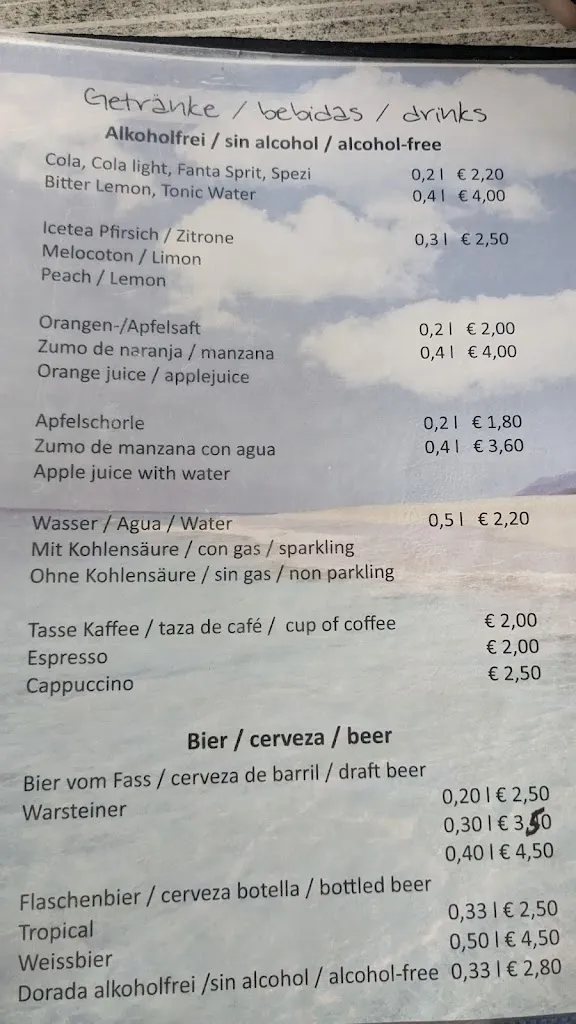 Getränke / bebidas / drinks
Alkoholfrei / sin alcohol / alcohol-free
Cola, Cola light, Fanta Sprit, Spezi 0,2 l € 2,20
Bitter Lemon, Tonic Water 0,4 l € 4,00
Icetea Pfirsich / Zitrone 0,3 l € 2,50
Melocoton / Limon
Peach / Lemon
Orangen-/Apfelsaft 0,2 l € 2,00
Zumo de naranja / manzana 0,4 l € 4,00
Orange juice / applejuice
Apfelschorle 0,2 l € 1,80
Zumo de manzana con agua 0,4 l € 3,60
Apple juice with water
Wasser / Agua / Water 0,5 l € 2,20
Mit Kohlensäure / con gas / sparkling
Ohne Kohlensäure / sin gas / non parkling
Tasse Kaffee / taza de café / cup of coffee € 2,00
Espresso € 2,00
Cappuccino € 2,50
Bier / cerveza / beer
Bier vom Fass / cerveza de barril / draft beer
Warsteiner 0,20 l € 2,50
0,30 l € 3,50
0,40 l € 4,50
Flaschenbier / cerveza botella / bottled beer
Tropical 0,33 l € 2,50
Weissbier 0,50 l € 4,50
Dorada alkoholfrei /sin alcohol / alcohol-free 0,33 l € 2,80